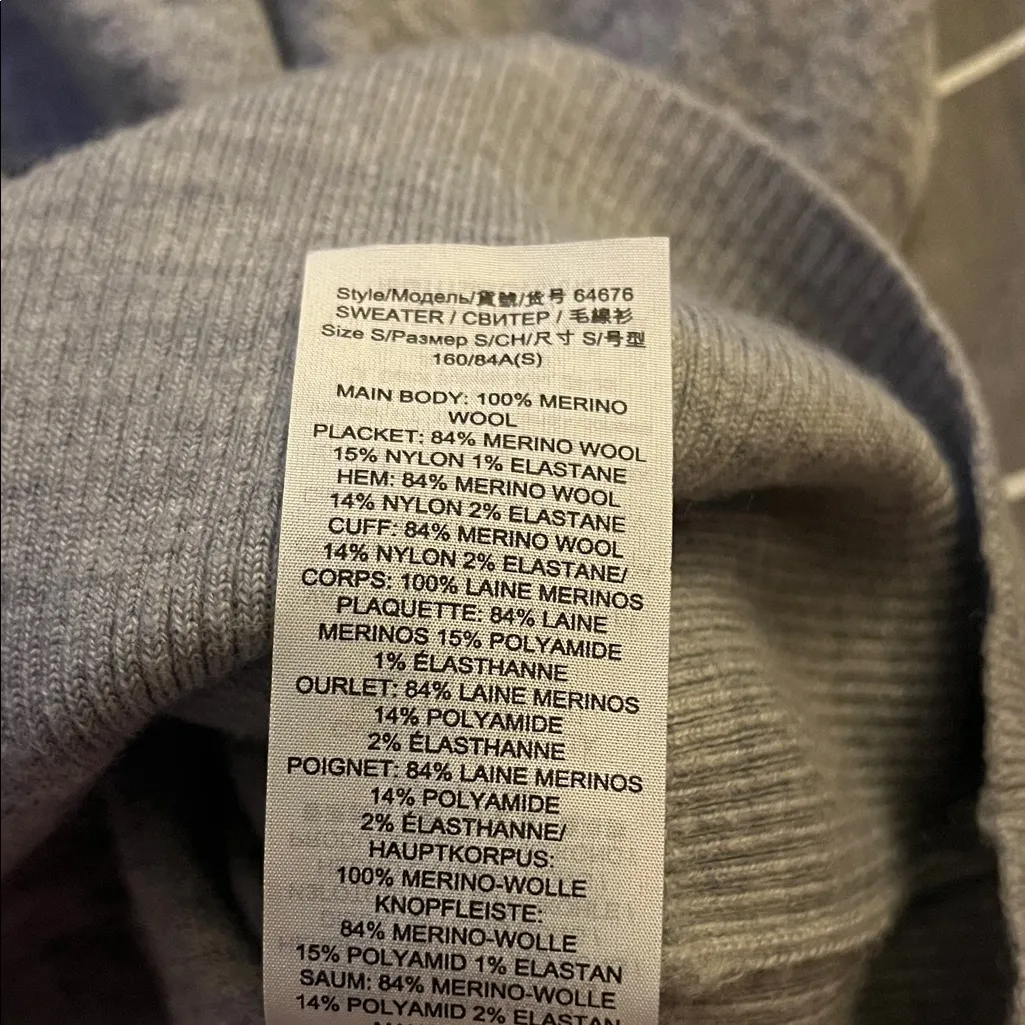 Style/Модель/貨號/货号 64676
SWEATER / СВИТЕР / 毛線衫
Size S/Размер S/CH/尺寸 S/号型
160/84A(S)
MAIN BODY: 100% MERINO
WOOL
PLACKET: 84% MERINO WOOL
15% NYLON 1% ELASTANE
HEM: 84% MERINO WOOL
14% NYLON 2% ELASTANE
CUFF: 84% MERINO WOOL
14% NYLON 2% ELASTANE/
CORPS: 100% LAINE MERINOS
PLAQUETTE: 84% LAINE
MERINOS 15% POLYAMIDE
1% ÉLASTHANNE
OURLET: 84% LAINE MERINOS
14% POLYAMIDE
2% ÉLASTHANNE
POIGNET: 84% LAINE MERINOS
14% POLYAMIDE
2% ÉLASTHANNE/
HAUPTKORPUS:
100% MERINO-WOLLE
KNOPFLEISTE:
84% MERINO-WOLLE
15% POLYAMID 1% ELASTAN
SAUM: 84% MERINO-WOLLE
14% POLYAMID 2% ELASTAN